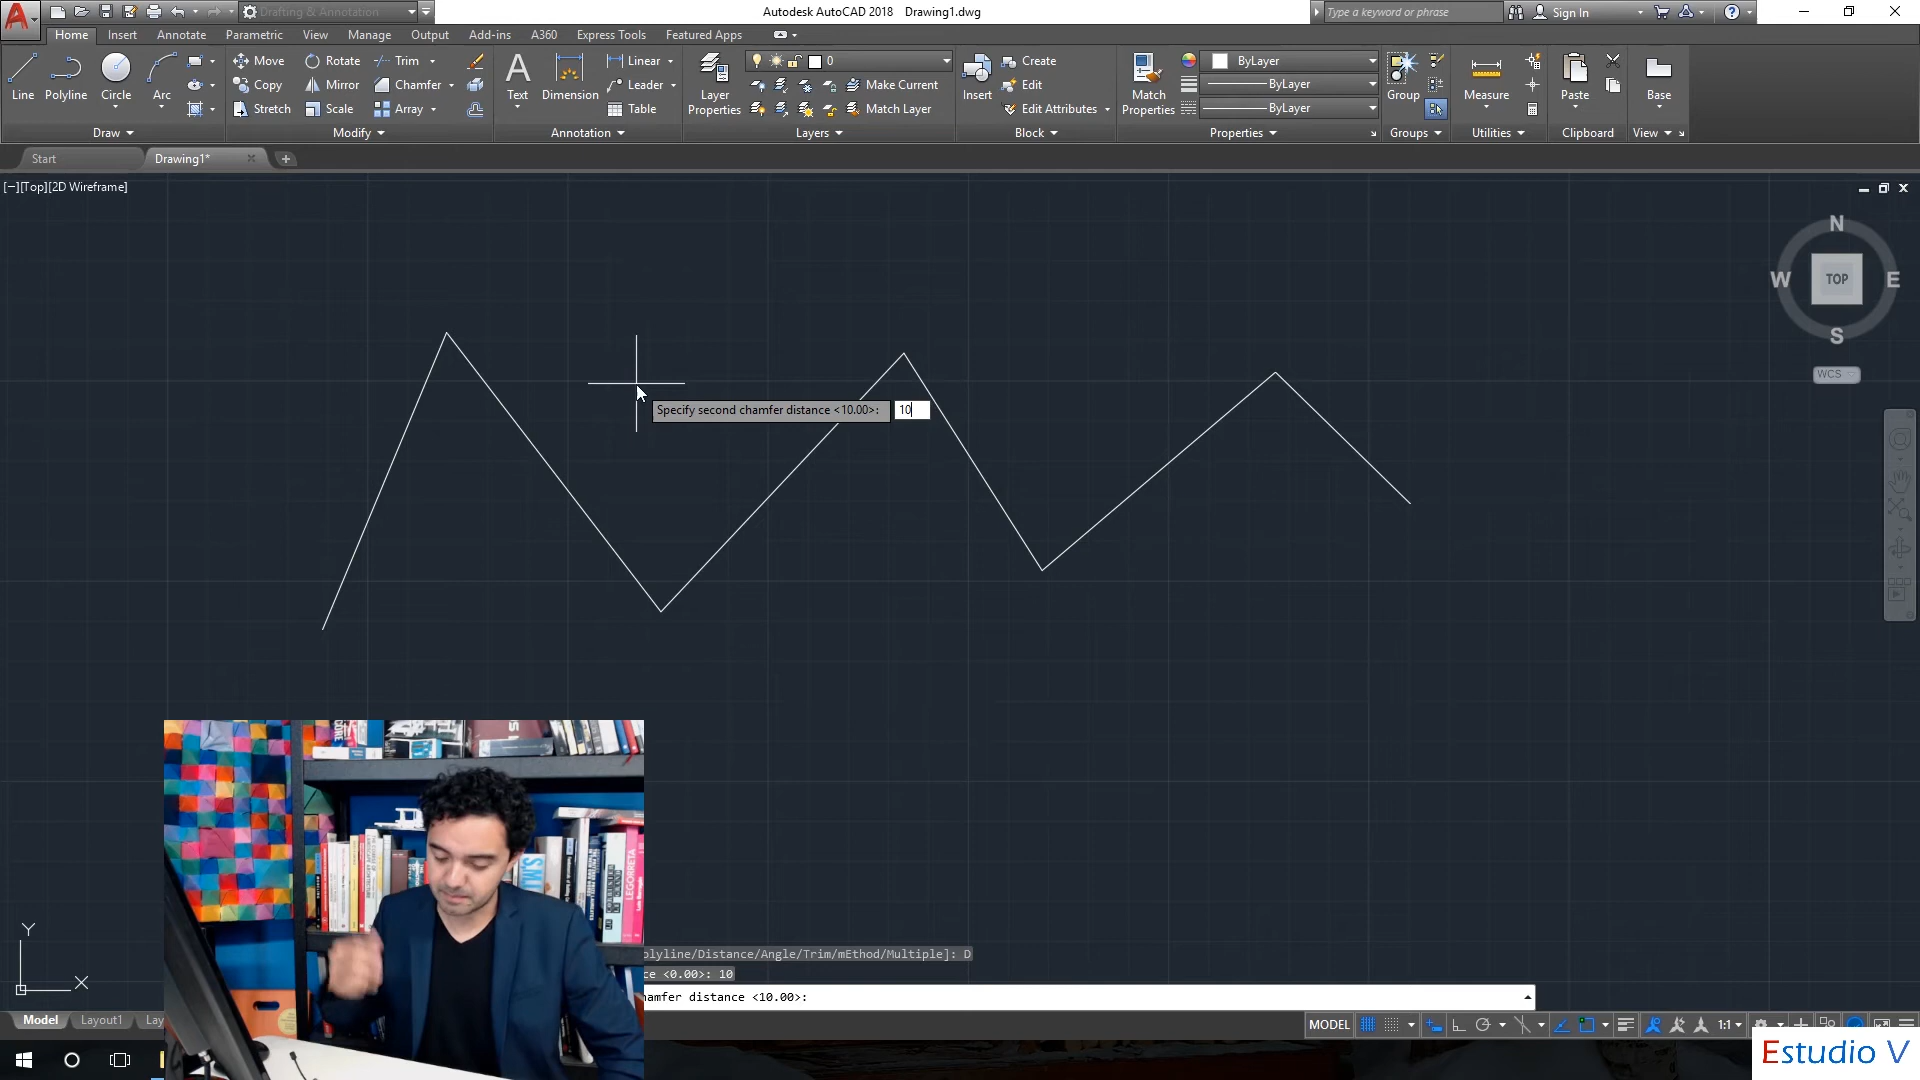 Drafting & Annotation
Autodesk AutoCAD 2018 Drawing1.dwg
Type a keyword or phrase
Sign In
Home Insert Annotate Parametric View Manage Output Add-ins A360 Express Tools Featured Apps
Line Polyline Circle Arc
Move Rotate Trim
Copy Mirror Chamfer
Stretch Scale Array
Text Dimension
Linear
Leader
Table
Layer Properties
0
Make Current
Match Layer
Insert
Create
Edit
Edit Attributes
Match Properties
ByLayer
ByLayer
ByLayer
Group
Measure
Paste
Base
Draw Modify Annotation Layers Block Properties Groups Utilities Clipboard View
Start Drawing1*
[−][Top][2D Wireframe]
N
W TOP E
S
WCS
Specify second chamfer distance <10.00>: 10
LEGORRETA
Y
X
olyline/Distance/Angle/Trim/mEthod/Multiple]: D
ce <0.00>: 10
hamfer distance <10.00>:
Model Layout1 Lay
MODEL 1:1
Estudio V